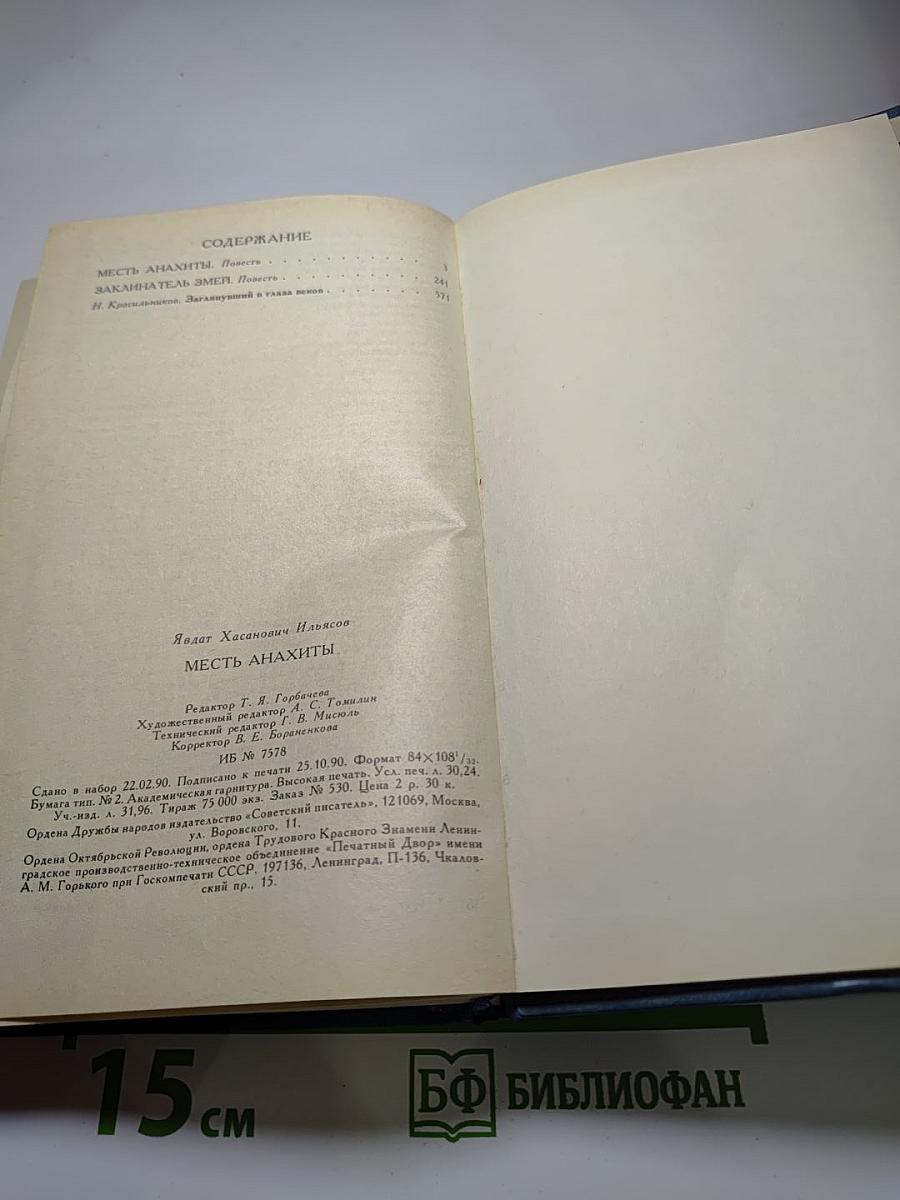 СОДЕРЖАНИЕ
МЕСТЬ АНАХИТЫ. Повесть . . . . . . . . . . . 3
ЗАКЛИНАТЕЛЬ ЗМЕЙ. Повесть . . . . . . . . . . 241
Н. Красильников. Заглянувший в глаза веков . . . . . . . 571
Явдат Хасанович Ильясов
МЕСТЬ АНАХИТЫ
Редактор Т. Я. Горбачева
Художественный редактор А. С. Томилин
Технический редактор Г. В. Мисюль
Корректор В. Е. Бораненкова
ИБ № 7578
Сдано в набор 22.02.90. Подписано к печати 25.10.90. Формат 84×108¹/₃₂.
Бумага тип. № 2. Академическая гарнитура. Высокая печать. Усл. печ. л. 30,24.
Уч.-изд. л. 31,96. Тираж 75 000 экз. Заказ № 530. Цена 2 р. 30 к.
Ордена Дружбы народов издательство «Советский писатель», 121069, Москва,
ул. Воровского, 11.
Ордена Октябрьской Революции, ордена Трудового Красного Знамени Ленин-
градское производственно-техническое объединение «Печатный Двор» имени
А. М. Горького при Госкомпечати СССР, 197136, Ленинград, П-136, Чкалов-
ский пр., 15.
15 см
БФ БИБЛИОФАН